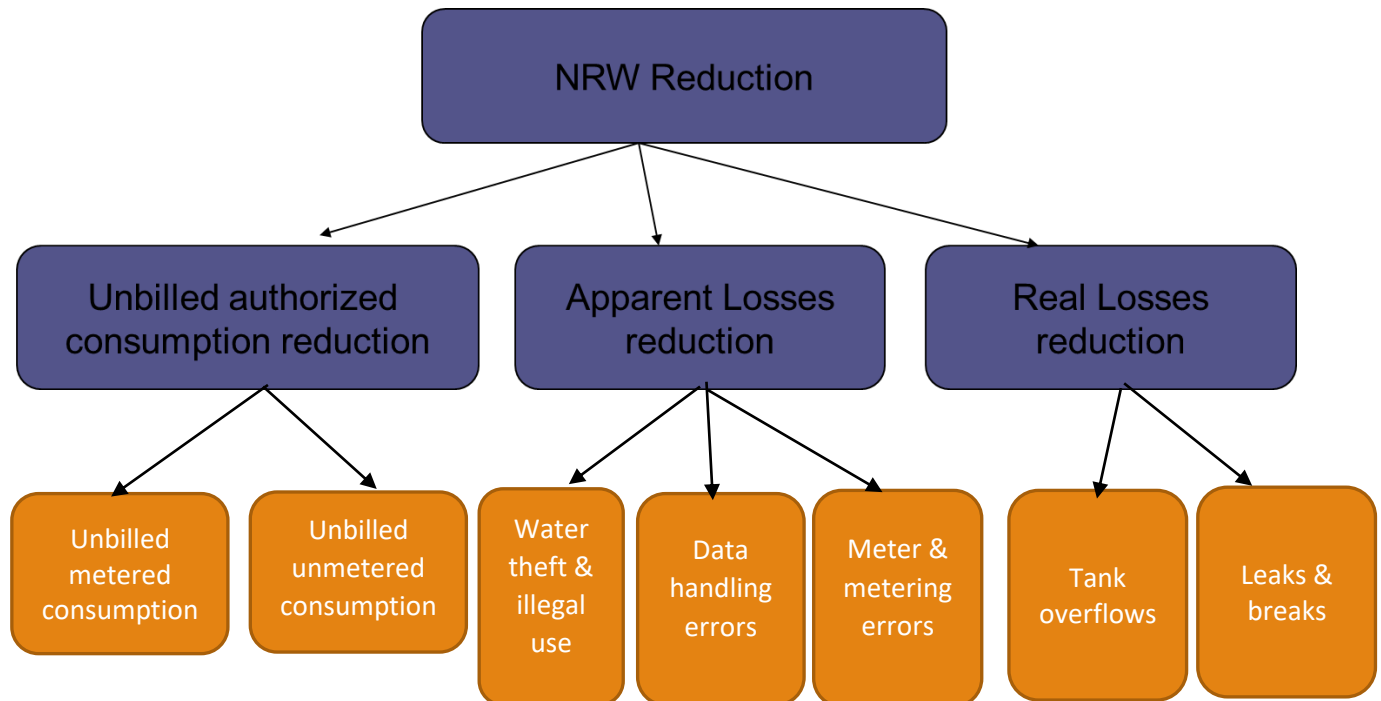 NRW Reduction
Unbilled authorized
consumption reduction
Apparent Losses
reduction
Real Losses
reduction
Unbilled
metered
consumption
Unbilled
unmetered
consumption
Water
theft &
illegal
use
Data
handling
errors
Meter &
metering
errors
Tank
overflows
Leaks &
breaks